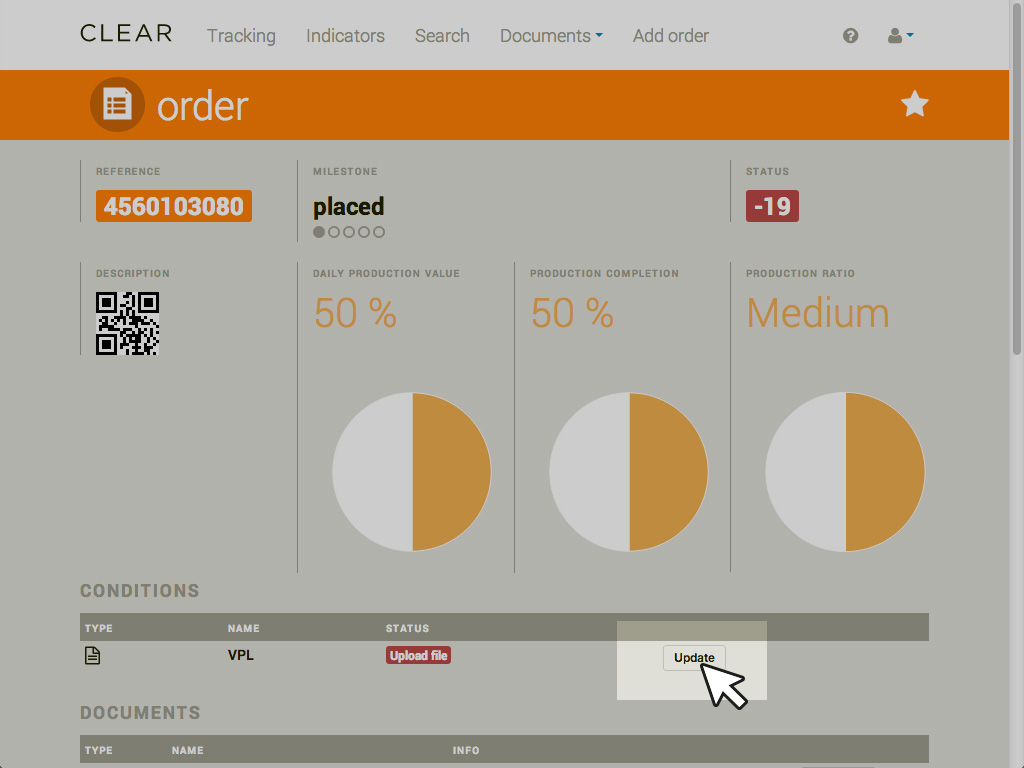 CLEAR Tracking Indicators Search Documents Add order
order
REFERENCE MILESTONE STATUS
4560103080 placed -19
DESCRIPTION DAILY PRODUCTION VALUE PRODUCTION COMPLETION PRODUCTION RATIO
50 % 50 % Medium
CONDITIONS
TYPE NAME STATUS
VPL Upload file Update
DOCUMENTS
TYPE NAME INFO